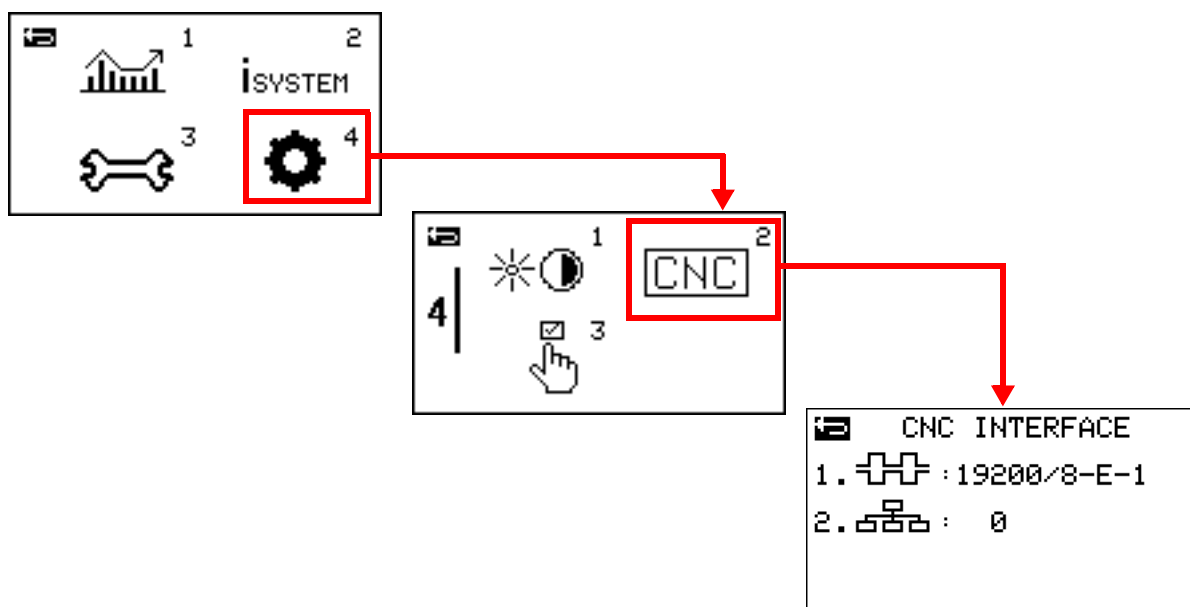 1
2
iSYSTEM
3
4
1
2
CNC
4
3
CNC INTERFACE
1. :19200/8-E-1
2. : 0